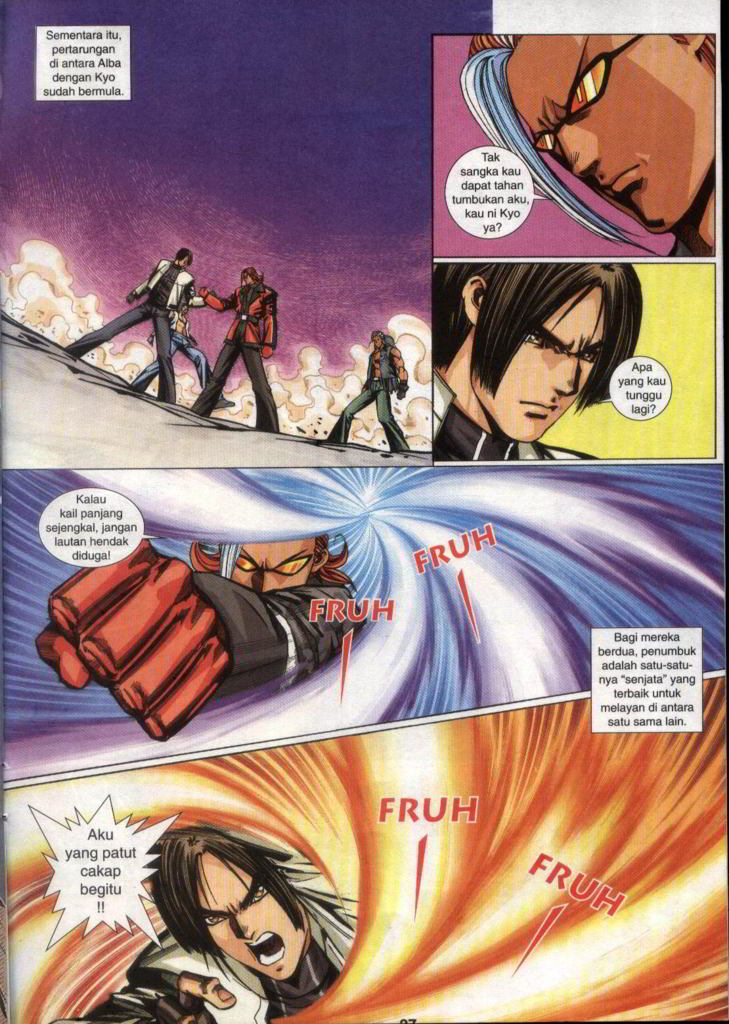 Sementara itu,
pertarungan
di antara Alba
dengan Kyo
sudah bermula.
Tak
sangka kau
dapat tahan
tumbukan aku,
kau ni Kyo
ya?
Apa
yang kau
tunggu
lagi?
Kalau
kail panjang
sejengkal, jangan
lautan hendak
diduga!
FRUH
FRUH
Bagi mereka
berdua, penumbuk
adalah satu-satu-
nya “senjata” yang
terbaik untuk
melayan di antara
satu sama lain.
Aku
yang patut
cakap
begitu
!!
FRUH
FRUH